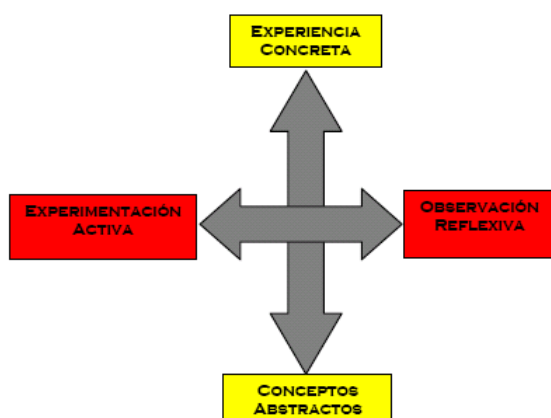 EXPERIENCIA
CONCRETA
EXPERIMENTACIÓN
ACTIVA
OBSERVACIÓN
REFLEXIVA
CONCEPTOS
ABSTRACTOS